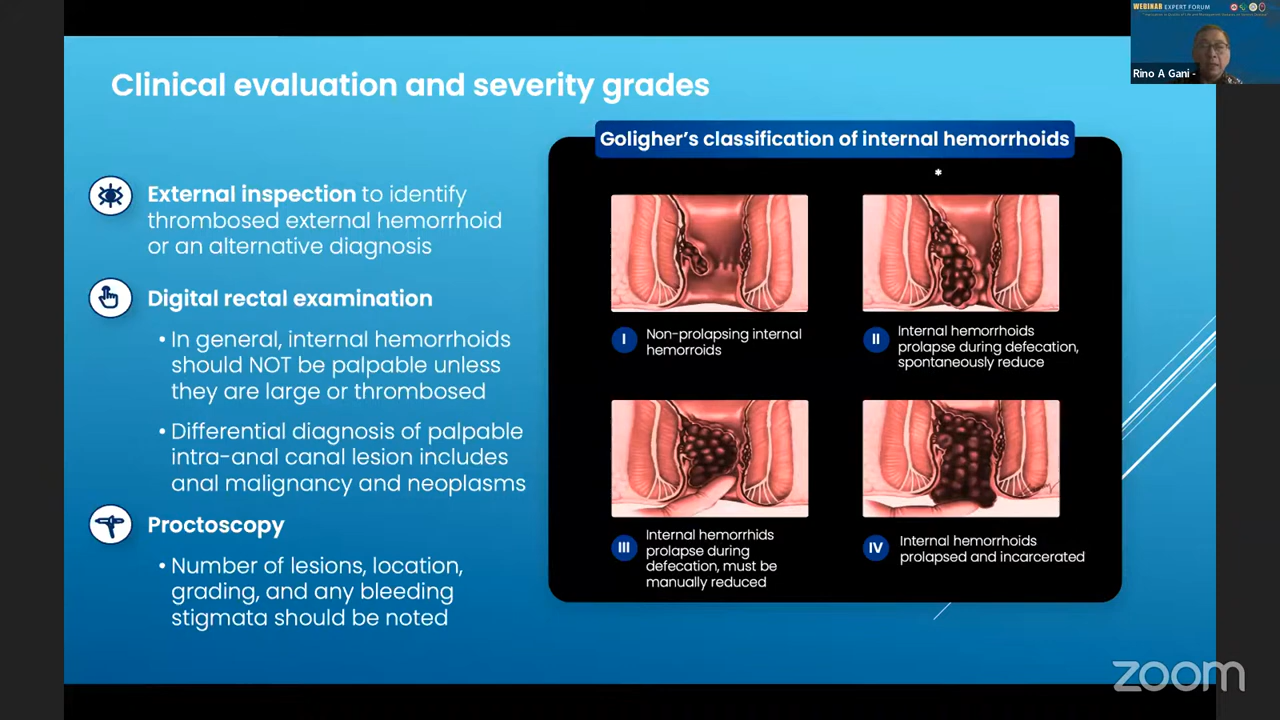 WEBINAR EXPERT FORUM
Rino A Gani -
Clinical evaluation and severity grades
External inspection to identify
thrombosed external hemorrhoid
or an alternative diagnosis
Digital rectal examination
• In general, internal hemorrhoids
should NOT be palpable unless
they are large or thrombosed
• Differential diagnosis of palpable
intra-anal canal lesion includes
anal malignancy and neoplasms
Proctoscopy
• Number of lesions, location,
grading, and any bleeding
stigmata should be noted
Goligher's classification of internal hemorrhoids
*
I
Non-prolapsing internal
hemorroids
II
Internal hemorrhoids
prolapse during defecation,
spontaneously reduce
III
Internal hemorrhids
prolapse during
defecation, must be
manually reduced
IV
Internal hemorrhoids
prolapsed and incarcerated
zoom